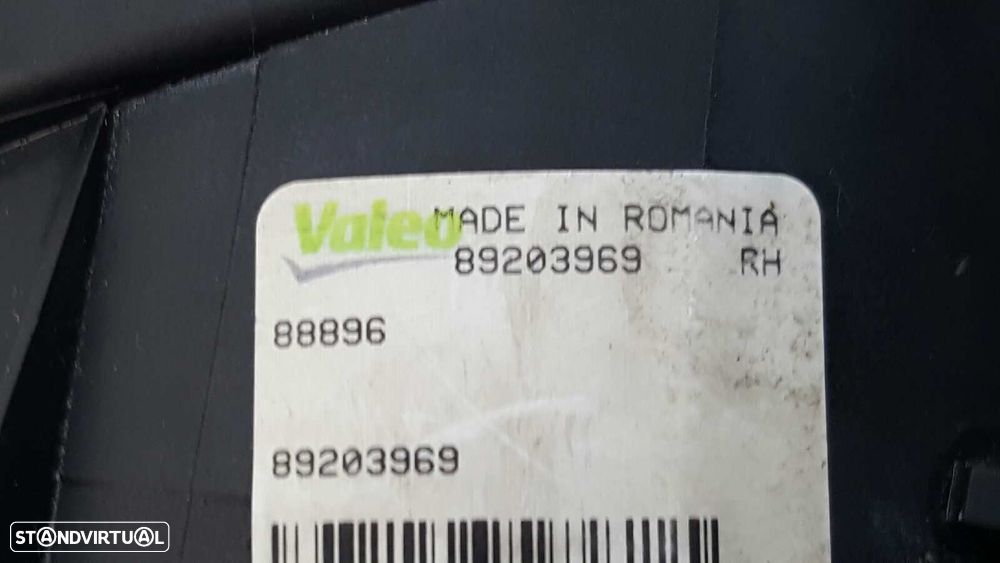 Valeo MADE IN ROMANIA
89203969 RH
88896
89203969
STANDVIRTUAL